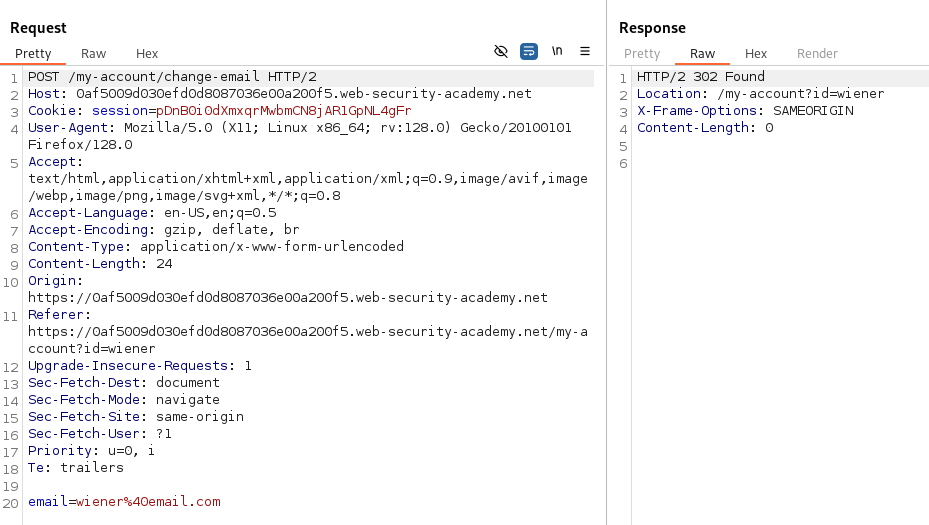 Request
Pretty Raw Hex
\n
1 POST /my-account/change-email HTTP/2
2 Host: 0af5009d030efd0d8087036e00a200f5.web-security-academy.net
3 Cookie: session=pDnB0i0dXmxqrMwbmCN8jARlGpNL4gFr
4 User-Agent: Mozilla/5.0 (X11; Linux x86_64; rv:128.0) Gecko/20100101
Firefox/128.0
5 Accept:
text/html,application/xhtml+xml,application/xml;q=0.9,image/avif,image
/webp,image/png,image/svg+xml,*/*;q=0.8
6 Accept-Language: en-US,en;q=0.5
7 Accept-Encoding: gzip, deflate, br
8 Content-Type: application/x-www-form-urlencoded
9 Content-Length: 24
10 Origin:
https://0af5009d030efd0d8087036e00a200f5.web-security-academy.net
11 Referer:
https://0af5009d030efd0d8087036e00a200f5.web-security-academy.net/my-a
ccount?id=wiener
12 Upgrade-Insecure-Requests: 1
13 Sec-Fetch-Dest: document
14 Sec-Fetch-Mode: navigate
15 Sec-Fetch-Site: same-origin
16 Sec-Fetch-User: ?1
17 Priority: u=0, i
18 Te: trailers
19
20 email=wiener%40email.com
Response
Pretty Raw Hex Render
1 HTTP/2 302 Found
2 Location: /my-account?id=wiener
3 X-Frame-Options: SAMEORIGIN
4 Content-Length: 0
5
6